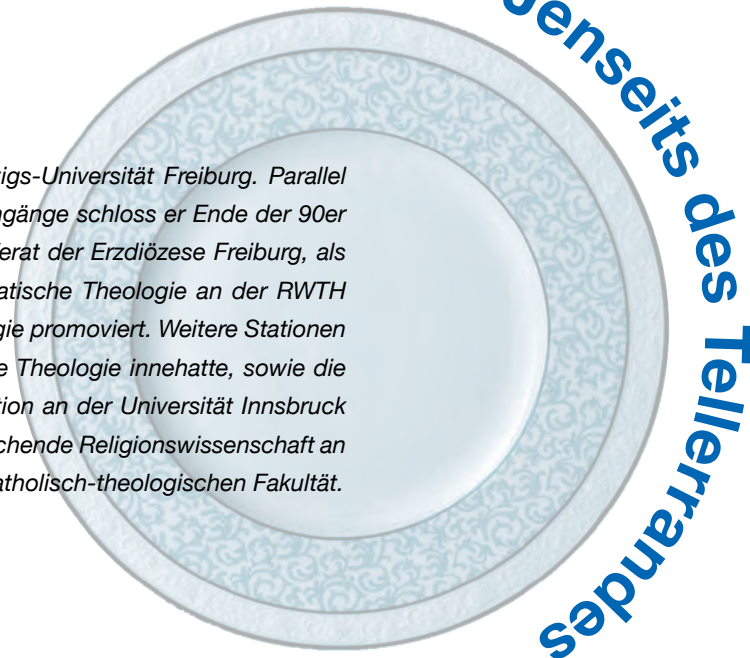 Jenseits des Tellerrandes
igs-Universität Freiburg. Parallel
ngänge schloss er Ende der 90er
erat der Erzdiözese Freiburg, als
atische Theologie an der RWTH
gie promoviert. Weitere Stationen
e Theologie innehatte, sowie die
tion an der Universität Innsbruck
chende Religionswissenschaft an
atholisch-theologischen Fakultät.